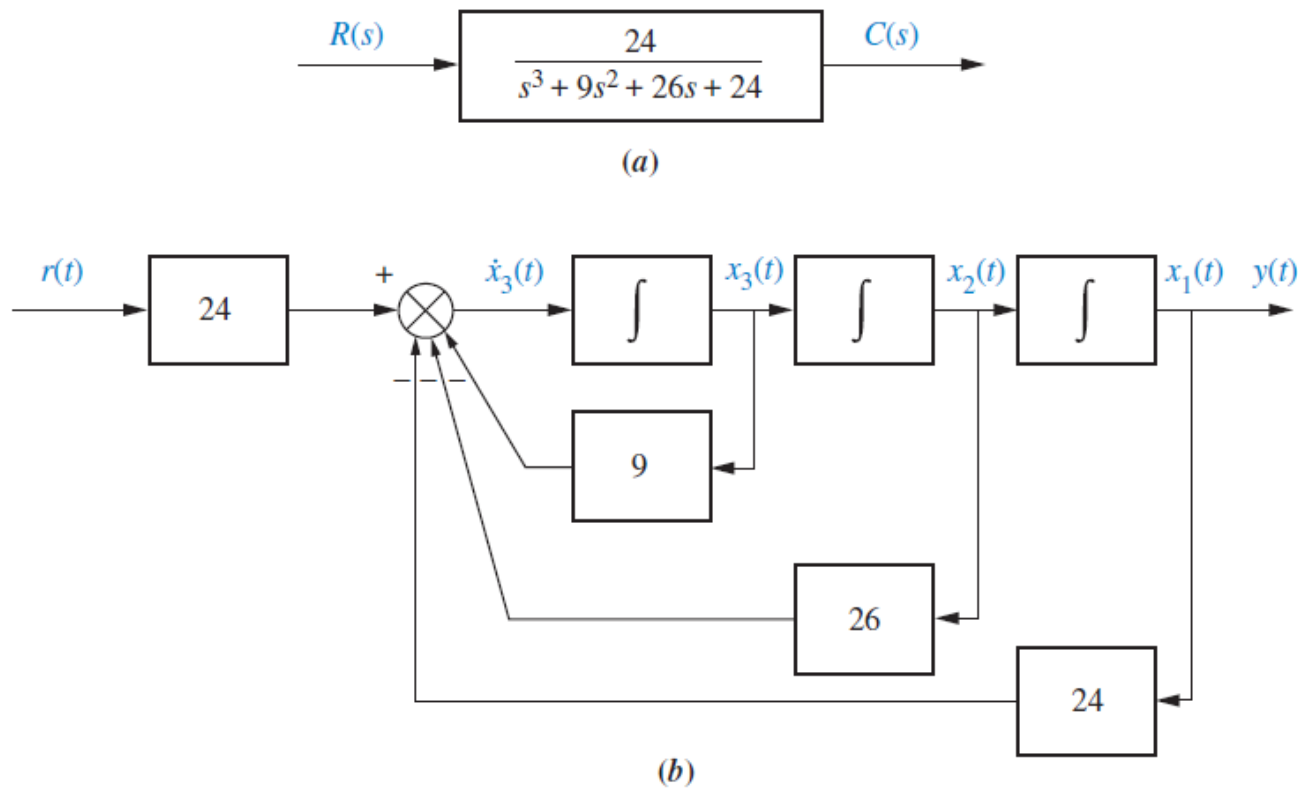 R(s)
24
s³ + 9s² + 26s + 24
C(s)
(a)
r(t)
24
+
ẋ₃(t)
∫
x₃(t)
∫
x₂(t)
∫
x₁(t)
y(t)
− − −
9
26
24
(b)